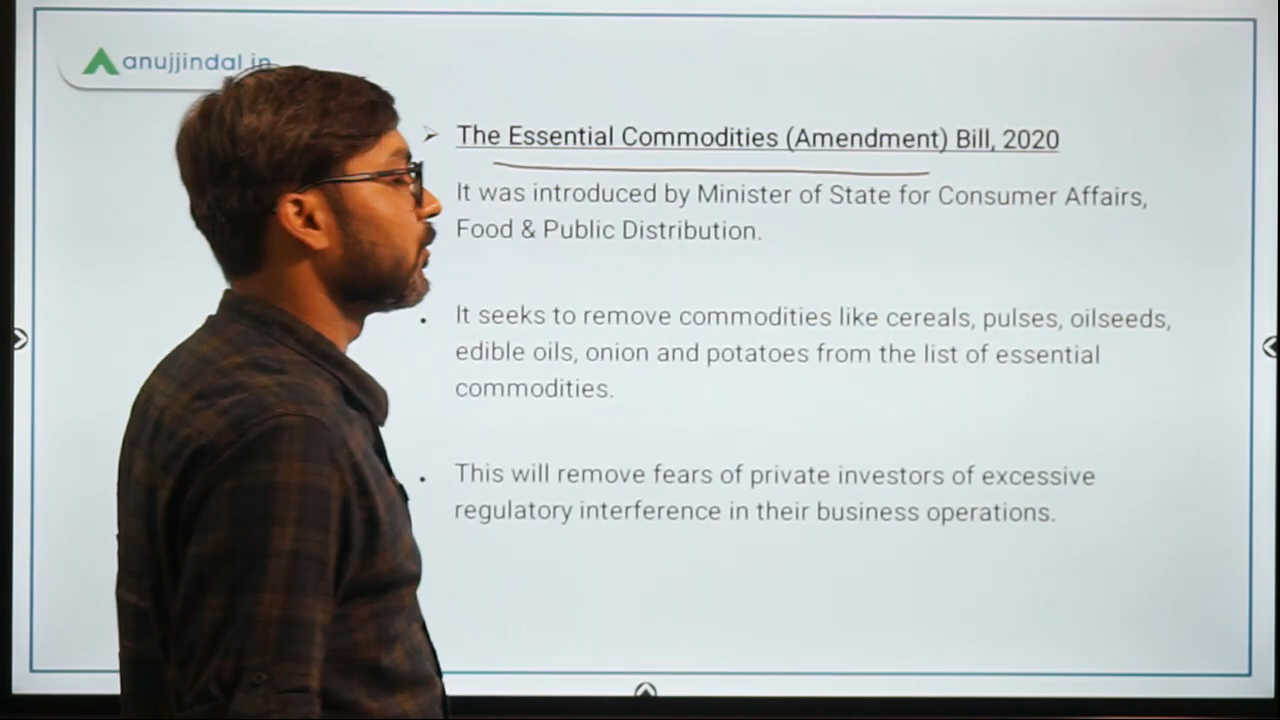 anujjindal.in
The Essential Commodities (Amendment) Bill, 2020
It was introduced by Minister of State for Consumer Affairs,
Food & Public Distribution.
It seeks to remove commodities like cereals, pulses, oilseeds,
edible oils, onion and potatoes from the list of essential
commodities.
This will remove fears of private investors of excessive
regulatory interference in their business operations.